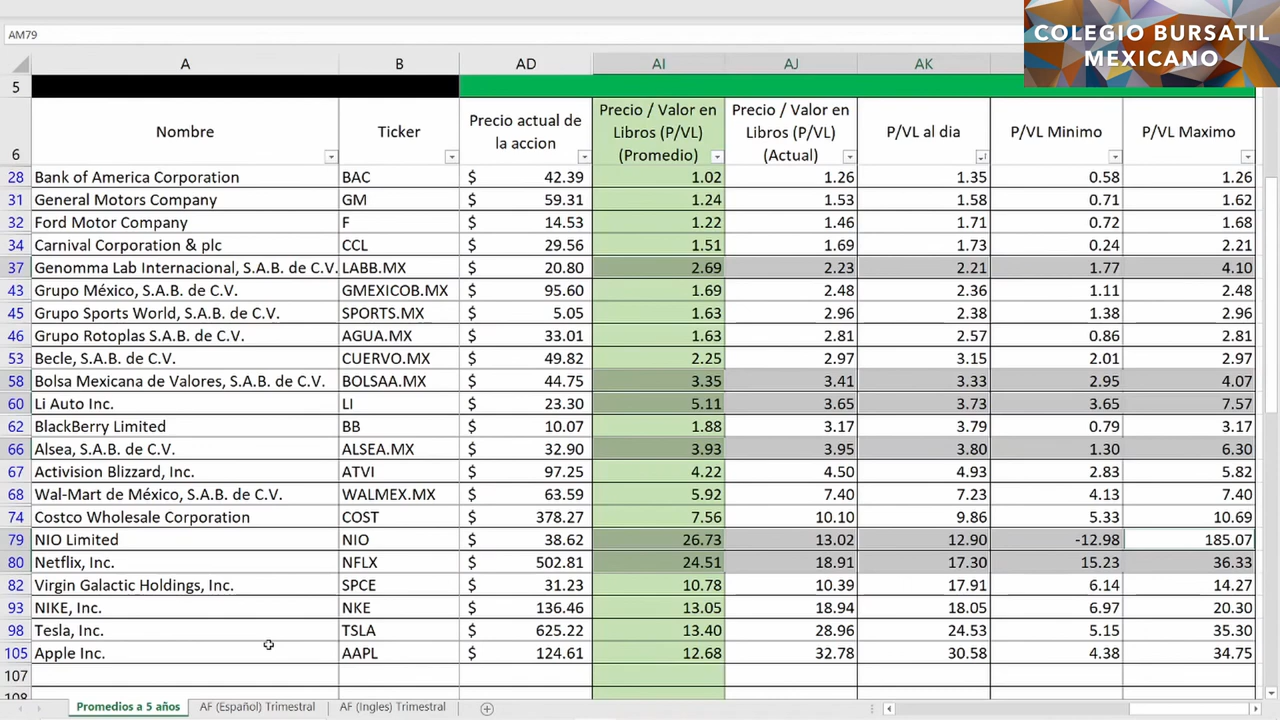 AM79
COLEGIO BURSATIL
MEXICANO
A B AD AI AJ AK
5
6 Nombre Ticker Precio actual de la accion Precio / Valor en Libros (P/VL) (Promedio) Precio / Valor en Libros (P/VL) (Actual) P/VL al dia P/VL Minimo P/VL Maximo
28 Bank of America Corporation BAC $ 42.39 1.02 1.26 1.35 0.58 1.26
31 General Motors Company GM $ 59.31 1.24 1.53 1.58 0.71 1.62
32 Ford Motor Company F $ 14.53 1.22 1.46 1.71 0.72 1.68
34 Carnival Corporation & plc CCL $ 29.56 1.51 1.69 1.73 0.24 2.21
37 Genomma Lab Internacional, S.A.B. de C.V. LABB.MX $ 20.80 2.69 2.23 2.21 1.77 4.10
43 Grupo México, S.A.B. de C.V. GMEXICOB.MX $ 95.60 1.69 2.48 2.36 1.11 2.48
45 Grupo Sports World, S.A.B. de C.V. SPORTS.MX $ 5.05 1.63 2.96 2.38 1.38 2.96
46 Grupo Rotoplas S.A.B. de C.V. AGUA.MX $ 33.01 1.63 2.81 2.57 0.86 2.81
53 Becle, S.A.B. de C.V. CUERVO.MX $ 49.82 2.25 2.97 3.15 2.01 2.97
58 Bolsa Mexicana de Valores, S.A.B. de C.V. BOLSAA.MX $ 44.75 3.35 3.41 3.33 2.95 4.07
60 Li Auto Inc. LI $ 23.30 5.11 3.65 3.73 3.65 7.57
62 BlackBerry Limited BB $ 10.07 1.88 3.17 3.79 0.79 3.17
66 Alsea, S.A.B. de C.V. ALSEA.MX $ 32.90 3.93 3.95 3.80 1.30 6.30
67 Activision Blizzard, Inc. ATVI $ 97.25 4.22 4.50 4.93 2.83 5.82
68 Wal-Mart de México, S.A.B. de C.V. WALMEX.MX $ 63.59 5.92 7.40 7.23 4.13 7.40
74 Costco Wholesale Corporation COST $ 378.27 7.56 10.10 9.86 5.33 10.69
79 NIO Limited NIO $ 38.62 26.73 13.02 12.90 -12.98 185.07
80 Netflix, Inc. NFLX $ 502.81 24.51 18.91 17.30 15.23 36.33
82 Virgin Galactic Holdings, Inc. SPCE $ 31.23 10.78 10.39 17.91 6.14 14.27
93 NIKE, Inc. NKE $ 136.46 13.05 18.94 18.05 6.97 20.30
98 Tesla, Inc. TSLA $ 625.22 13.40 28.96 24.53 5.15 35.30
105 Apple Inc. AAPL $ 124.61 12.68 32.78 30.58 4.38 34.75
107
108
Promedios a 5 años AF (Español) Trimestral AF (Ingles) Trimestral